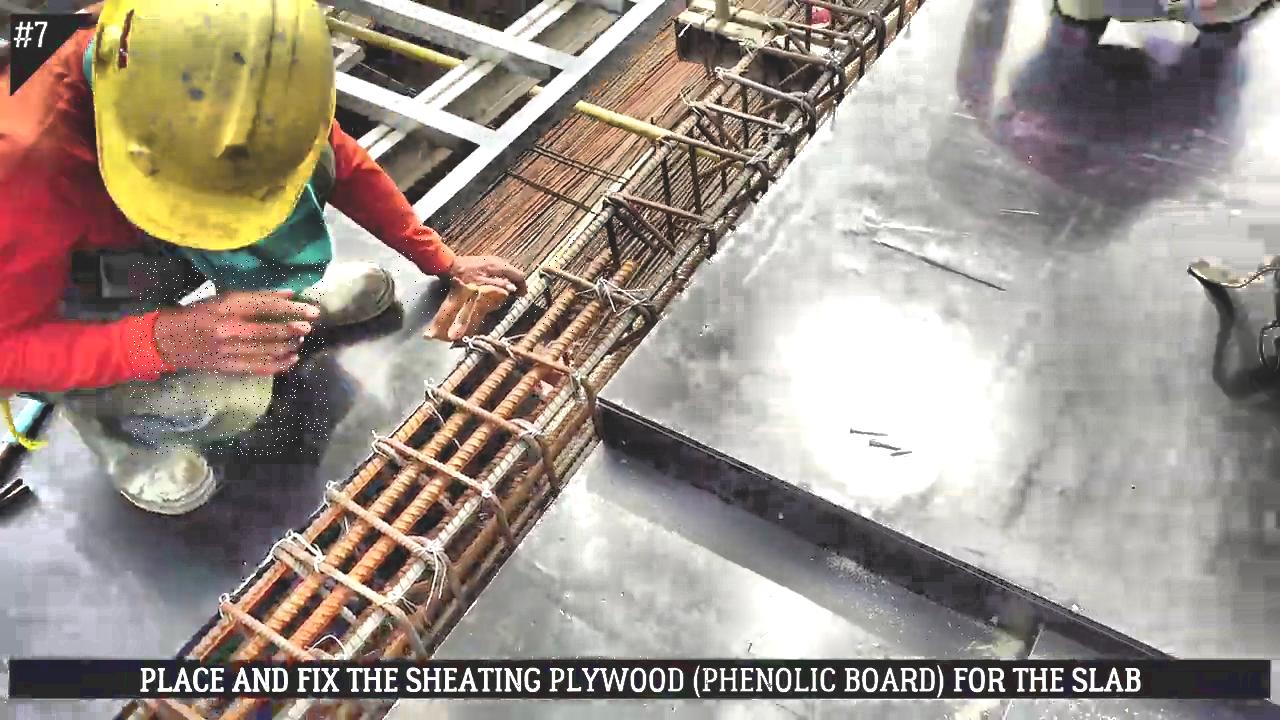 #7
PLACE AND FIX THE SHEATING PLYWOOD (PHENOLIC BOARD) FOR THE SLAB